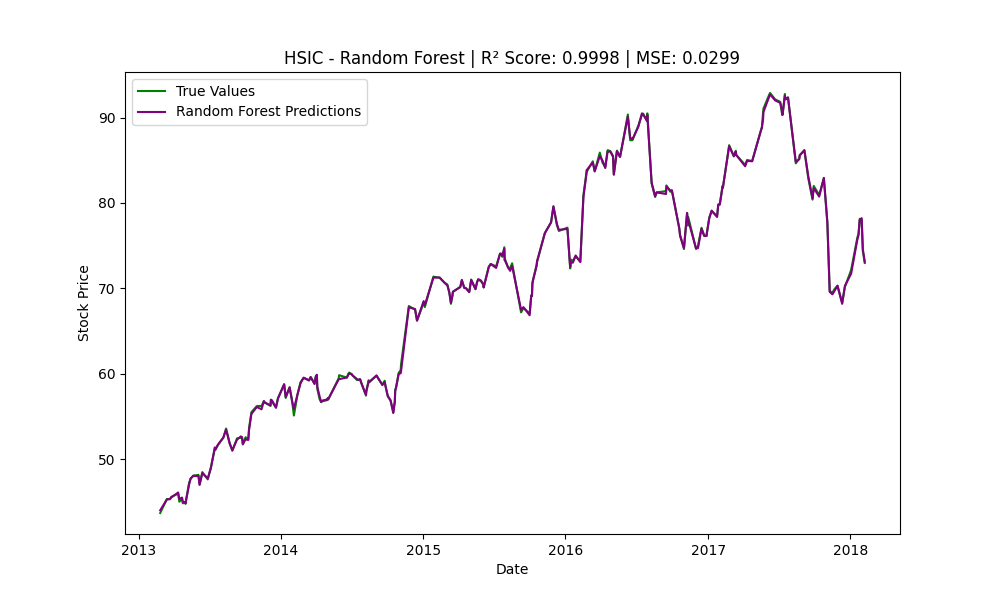 HSIC - Random Forest | R² Score: 0.9998 | MSE: 0.0299
True Values
Random Forest Predictions
90
80
70
60
50
Stock Price
2013 2014 2015 2016 2017 2018
Date